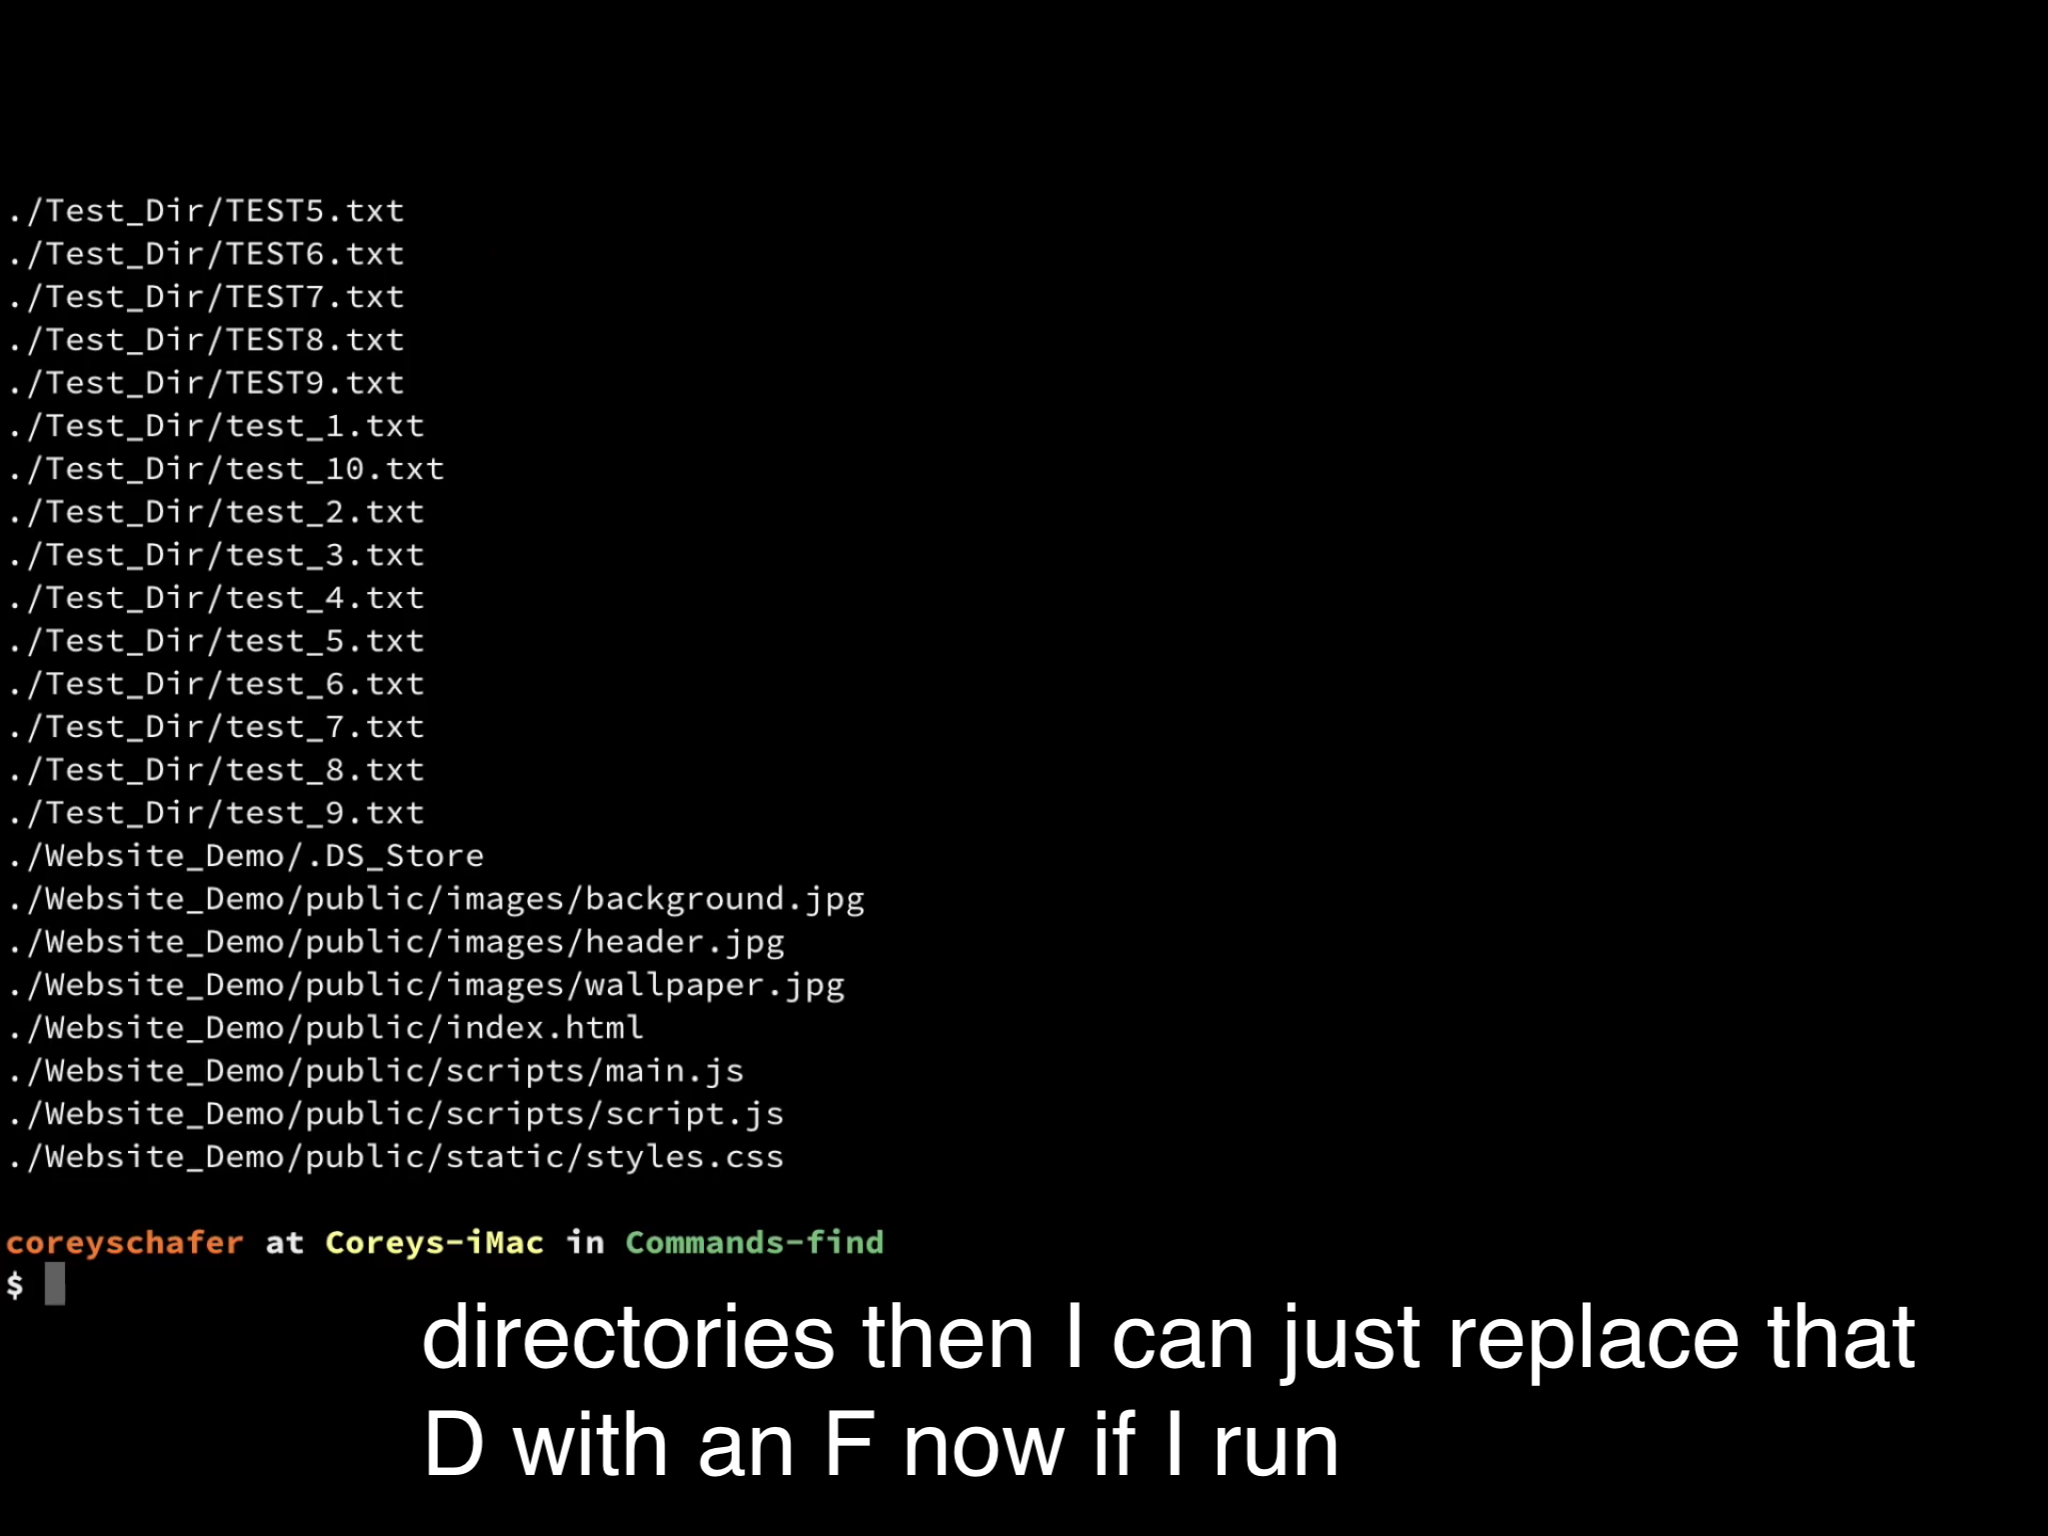 ./Test_Dir/TEST5.txt
./Test_Dir/TEST6.txt
./Test_Dir/TEST7.txt
./Test_Dir/TEST8.txt
./Test_Dir/TEST9.txt
./Test_Dir/test_1.txt
./Test_Dir/test_10.txt
./Test_Dir/test_2.txt
./Test_Dir/test_3.txt
./Test_Dir/test_4.txt
./Test_Dir/test_5.txt
./Test_Dir/test_6.txt
./Test_Dir/test_7.txt
./Test_Dir/test_8.txt
./Test_Dir/test_9.txt
./Website_Demo/.DS_Store
./Website_Demo/public/images/background.jpg
./Website_Demo/public/images/header.jpg
./Website_Demo/public/images/wallpaper.jpg
./Website_Demo/public/index.html
./Website_Demo/public/scripts/main.js
./Website_Demo/public/scripts/script.js
./Website_Demo/public/static/styles.css
coreyschafer at Coreys-iMac in Commands-find
$
directories then I can just replace that
D with an F now if I run